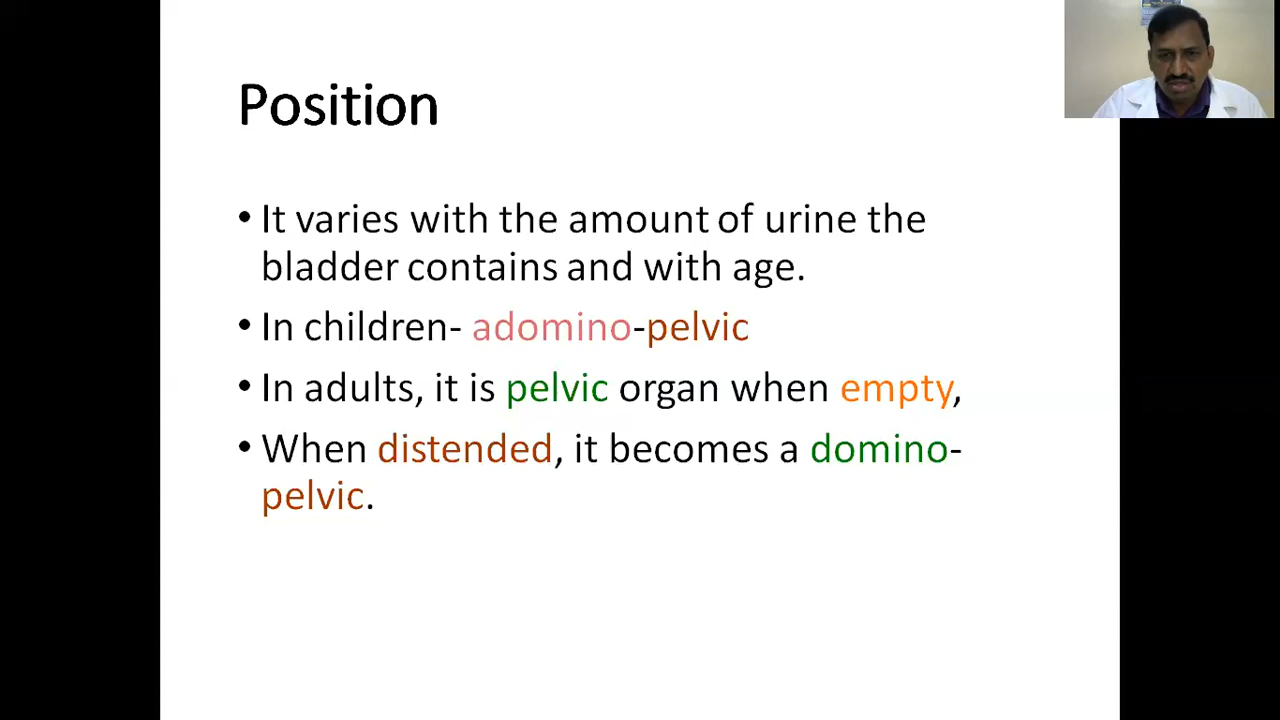 Position
• It varies with the amount of urine the
bladder contains and with age.
• In children- adomino-pelvic
• In adults, it is pelvic organ when empty,
• When distended, it becomes a domino-
pelvic.